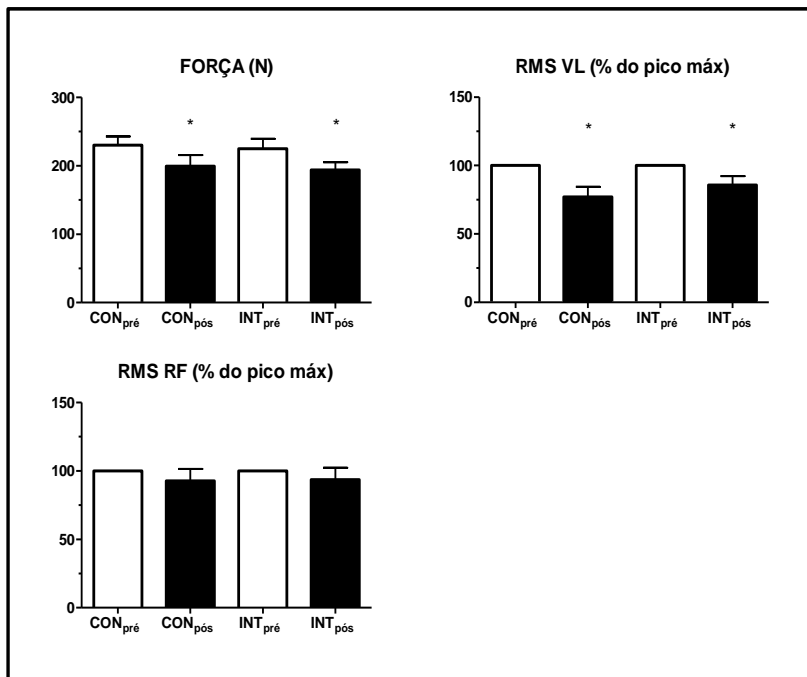 FORÇA (N)
300
200
100
0
*
*
CONpré CONpós INTpré INTpós
RMS VL (% do pico máx)
150
100
50
0
*
*
CONpré CONpós INTpré INTpós
RMS RF (% do pico máx)
150
100
50
0
CONpré CONpós INTpré INTpós